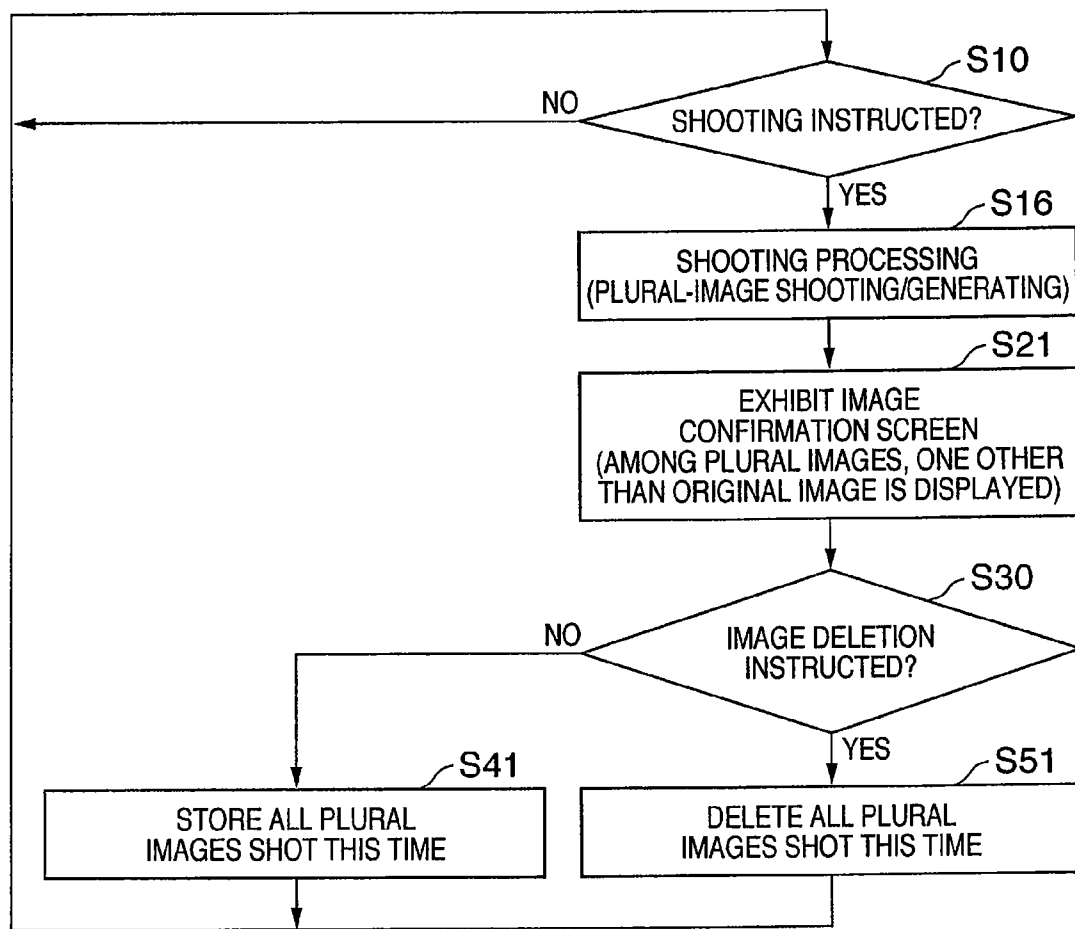 S10
NO
SHOOTING INSTRUCTED?
YES
S16
SHOOTING PROCESSING
(PLURAL-IMAGE SHOOTING/GENERATING)
S21
EXHIBIT IMAGE
CONFIRMATION SCREEN
(AMONG PLURAL IMAGES, ONE OTHER
THAN ORIGINAL IMAGE IS DISPLAYED)
S30
NO
IMAGE DELETION
INSTRUCTED?
YES
S41
STORE ALL PLURAL
IMAGES SHOT THIS TIME
S51
DELETE ALL PLURAL
IMAGES SHOT THIS TIME